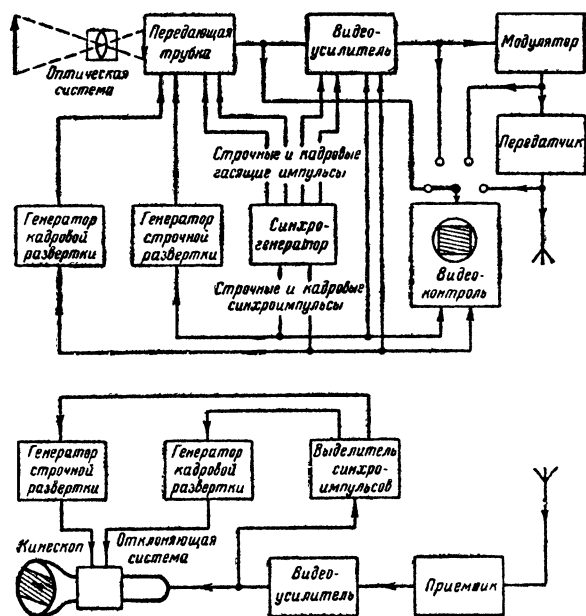 Оптическая
система
Передающая
трубка
Видео-
усилитель
Модулятор
Передатчик
Строчные и кадровые
гасящие импульсы
Генератор
кадровой
развертки
Генератор
строчной
развертки
Синхро-
генератор
Видео-
контроль
Строчные и кадровые
синхроимпульсы
Генератор
строчной
развертки
Генератор
кадровой
развертки
Выделитель
синхро-
импульсов
Кинескоп
Отклоняющая
система
Видео-
усилитель
Приемник